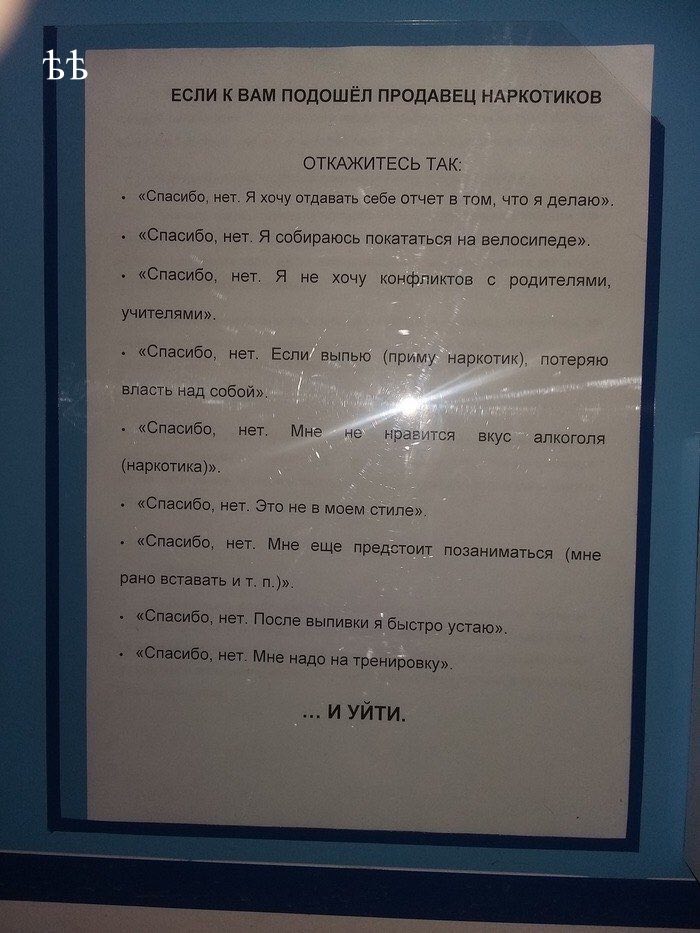 ѣѣ
ЕСЛИ К ВАМ ПОДОШЁЛ ПРОДАВЕЦ НАРКОТИКОВ
ОТКАЖИТЕСЬ ТАК:
• «Спасибо, нет. Я хочу отдавать себе отчет в том, что я делаю».
• «Спасибо, нет. Я собираюсь покататься на велосипеде».
• «Спасибо, нет. Я не хочу конфликтов с родителями,
учителями».
• «Спасибо, нет. Если выпью (приму наркотик), потеряю
власть над собой».
• «Спасибо, нет. Мне не нравится вкус алкоголя
(наркотика)».
• «Спасибо, нет. Это не в моем стиле».
• «Спасибо, нет. Мне еще предстоит позаниматься (мне
рано вставать и т. п.)».
• «Спасибо, нет. После выпивки я быстро устаю».
• «Спасибо, нет. Мне надо на тренировку».
... И УЙТИ.